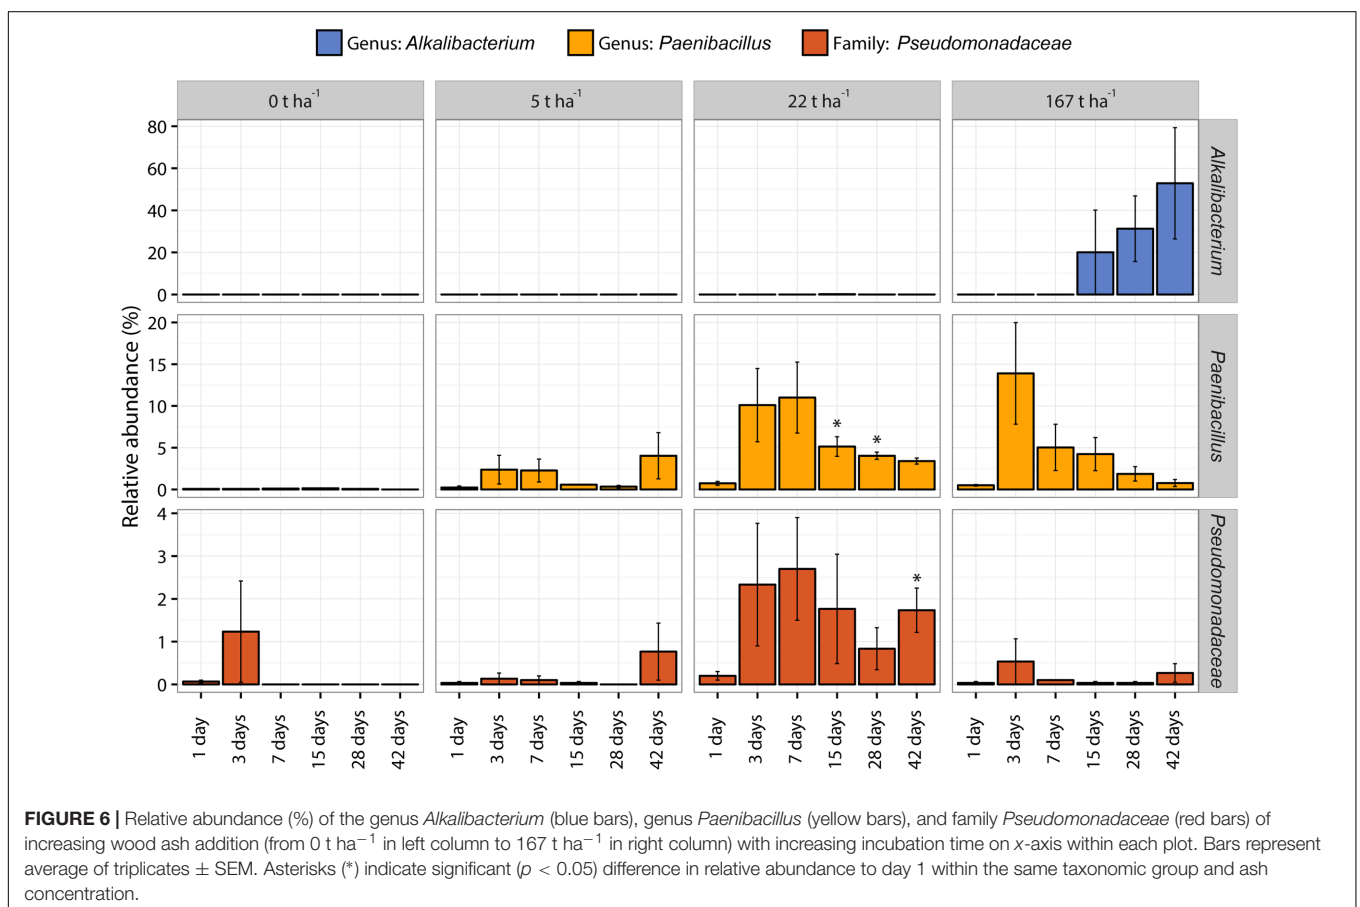 Genus: Alkalibacterium Genus: Paenibacillus Family: Pseudomonadaceae
0 t ha⁻¹ 5 t ha⁻¹ 22 t ha⁻¹ 167 t ha⁻¹
Relative abundance (%)
80
60
40
20
0
Alkalibacterium
20
15
10
5
0
* *
Paenibacillus
4
3
2
1
0
*
Pseudomonadaceae
1 day 3 days 7 days 15 days 28 days 42 days 1 day 3 days 7 days 15 days 28 days 42 days 1 day 3 days 7 days 15 days 28 days 42 days 1 day 3 days 7 days 15 days 28 days 42 days
FIGURE 6 | Relative abundance (%) of the genus Alkalibacterium (blue bars), genus Paenibacillus (yellow bars), and family Pseudomonadaceae (red bars) of
increasing wood ash addition (from 0 t ha⁻¹ in left column to 167 t ha⁻¹ in right column) with increasing incubation time on x-axis within each plot. Bars represent
average of triplicates ± SEM. Asterisks (*) indicate significant (p < 0.05) difference in relative abundance to day 1 within the same taxonomic group and ash
concentration.